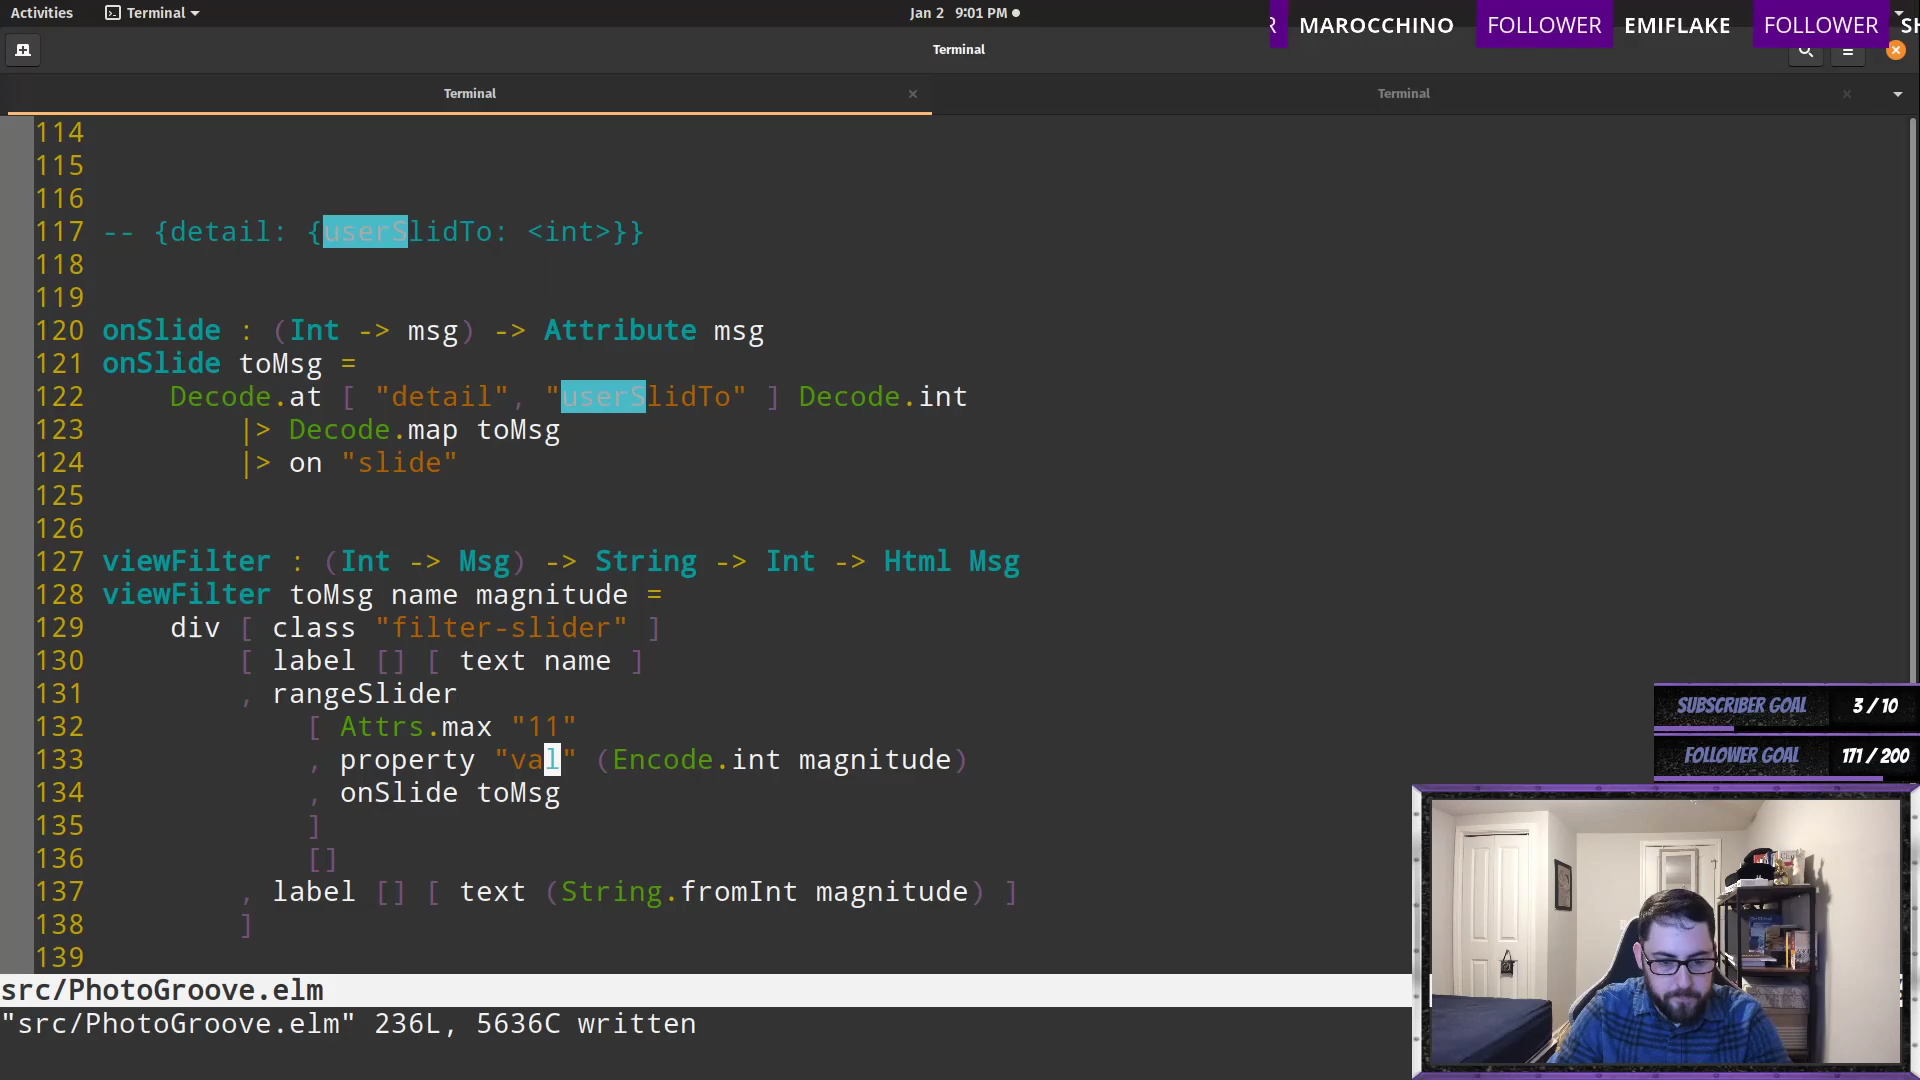 Activities
Terminal
Jan 2 9:01 PM
MAROCCHINO
FOLLOWER
EMIFLAKE
FOLLOWER
SH
Terminal
Terminal
Terminal
114
115
116
117 -- {detail: {userSlidTo: <int>}}
118
119
120 onSlide : (Int -> msg) -> Attribute msg
121 onSlide toMsg =
122 Decode.at [ "detail", "userSlidTo" ] Decode.int
123 |> Decode.map toMsg
124 |> on "slide"
125
126
127 viewFilter : (Int -> Msg) -> String -> Int -> Html Msg
128 viewFilter toMsg name magnitude =
129 div [ class "filter-slider" ]
130 [ label [] [ text name ]
131 , rangeSlider
132 [ Attrs.max "11"
133 , property "val" (Encode.int magnitude)
134 , onSlide toMsg
135 ]
136 []
137 , label [] [ text (String.fromInt magnitude) ]
138 ]
139
SUBSCRIBER GOAL 3 / 10
FOLLOWER GOAL 171 / 200
src/PhotoGroove.elm
"src/PhotoGroove.elm" 236L, 5636C written